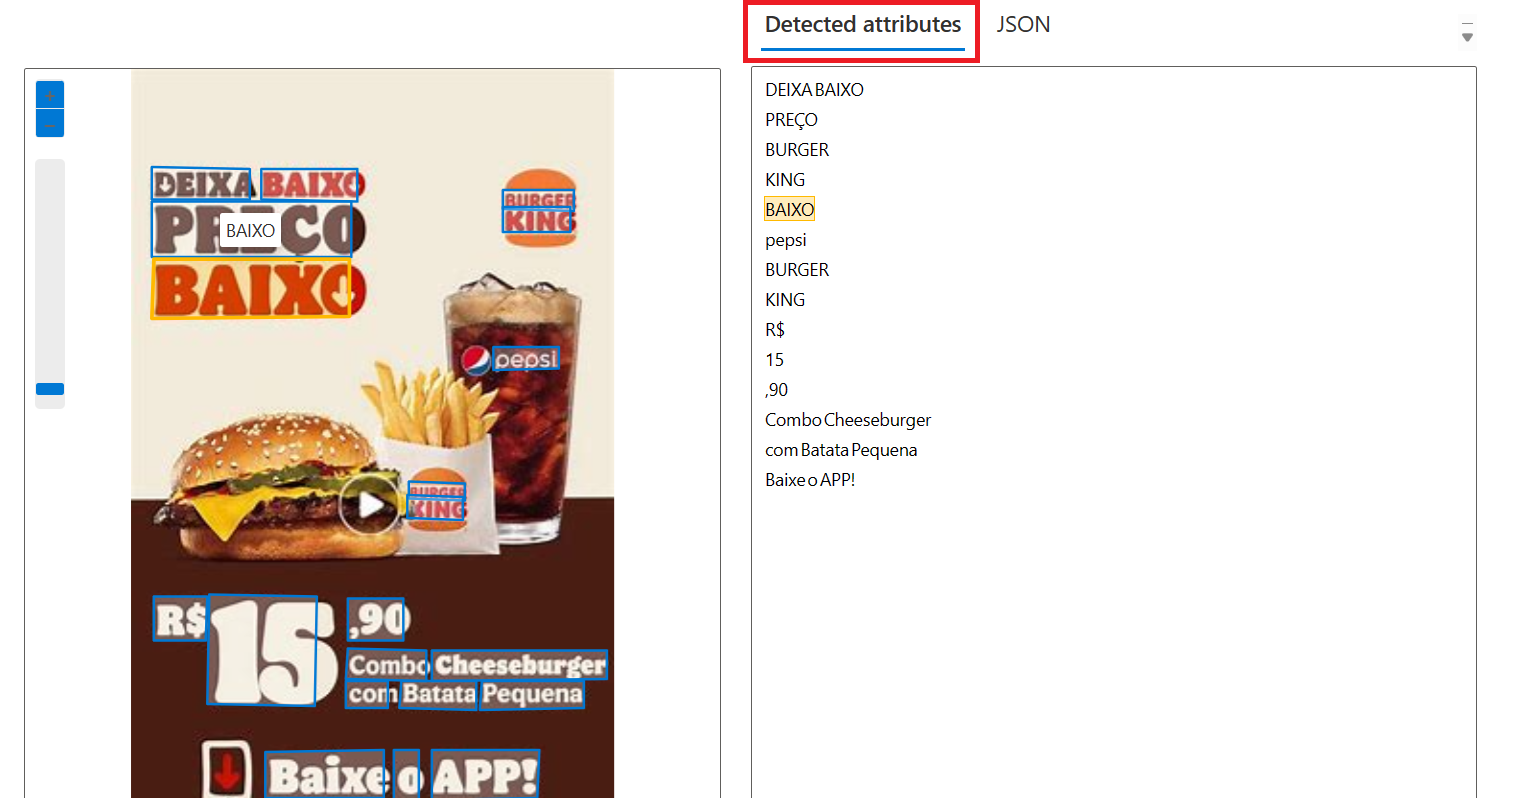 Detected attributes JSON
DEIXA BAIXO
PREÇO
BAIXO
BAIXO
BURGER
KING
pepsi
BURGER
KING
R$ 15 ,90
Combo Cheeseburger
com Batata Pequena
Baixe o APP!
DEIXA BAIXO
PREÇO
BURGER
KING
BAIXO
pepsi
BURGER
KING
R$
15
,90
Combo Cheeseburger
com Batata Pequena
Baixe o APP!